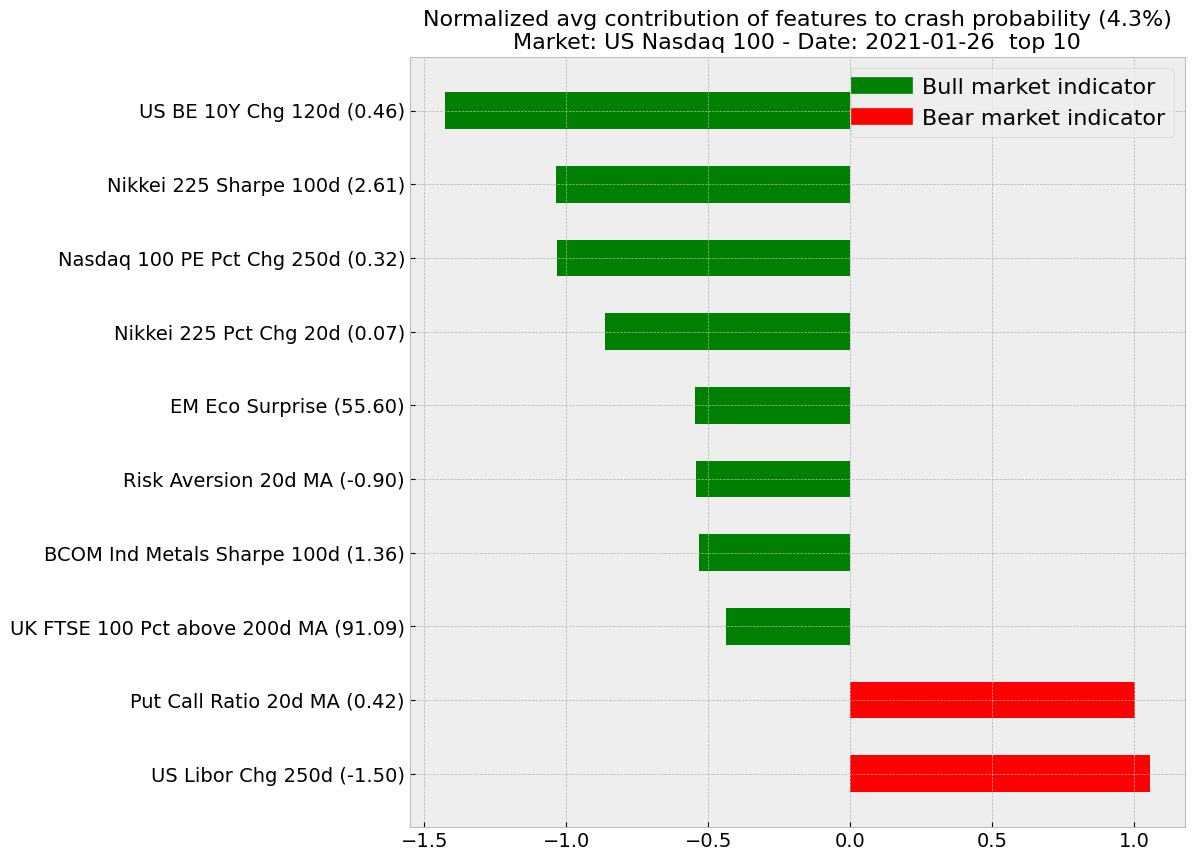 Normalized avg contribution of features to crash probability (4.3%)
Market: US Nasdaq 100 - Date: 2021-01-26  top 10
Bull market indicator
Bear market indicator
US BE 10Y Chg 120d (0.46)
Nikkei 225 Sharpe 100d (2.61)
Nasdaq 100 PE Pct Chg 250d (0.32)
Nikkei 225 Pct Chg 20d (0.07)
EM Eco Surprise (55.60)
Risk Aversion 20d MA (-0.90)
BCOM Ind Metals Sharpe 100d (1.36)
UK FTSE 100 Pct above 200d MA (91.09)
Put Call Ratio 20d MA (0.42)
US Libor Chg 250d (-1.50)
−1.5 −1.0 −0.5 0.0 0.5 1.0